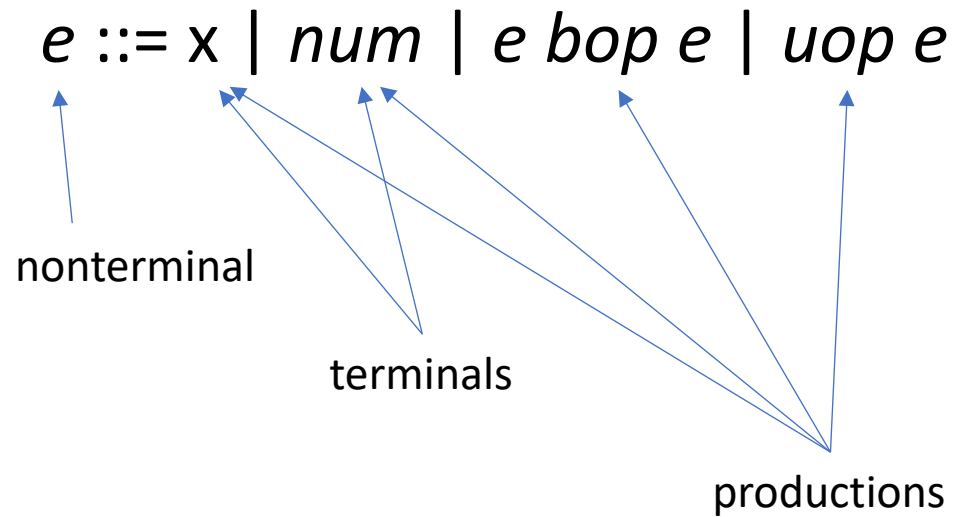 e ::= x | num | e bop e | uop e
nonterminal
terminals
productions